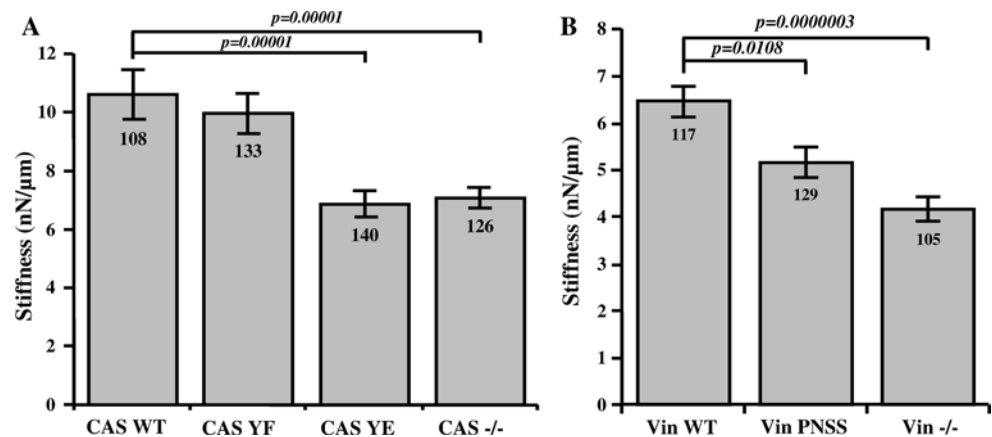 A
p=0.00001
p=0.00001
Stiffness (nN/µm)
12
10
8
6
4
2
0
108
133
140
126
CAS WT
CAS YF
CAS YE
CAS -/-
B
p=0.0000003
p=0.0108
Stiffness (nN/µm)
8
7
6
5
4
3
2
1
0
117
129
105
Vin WT
Vin PNSS
Vin -/-